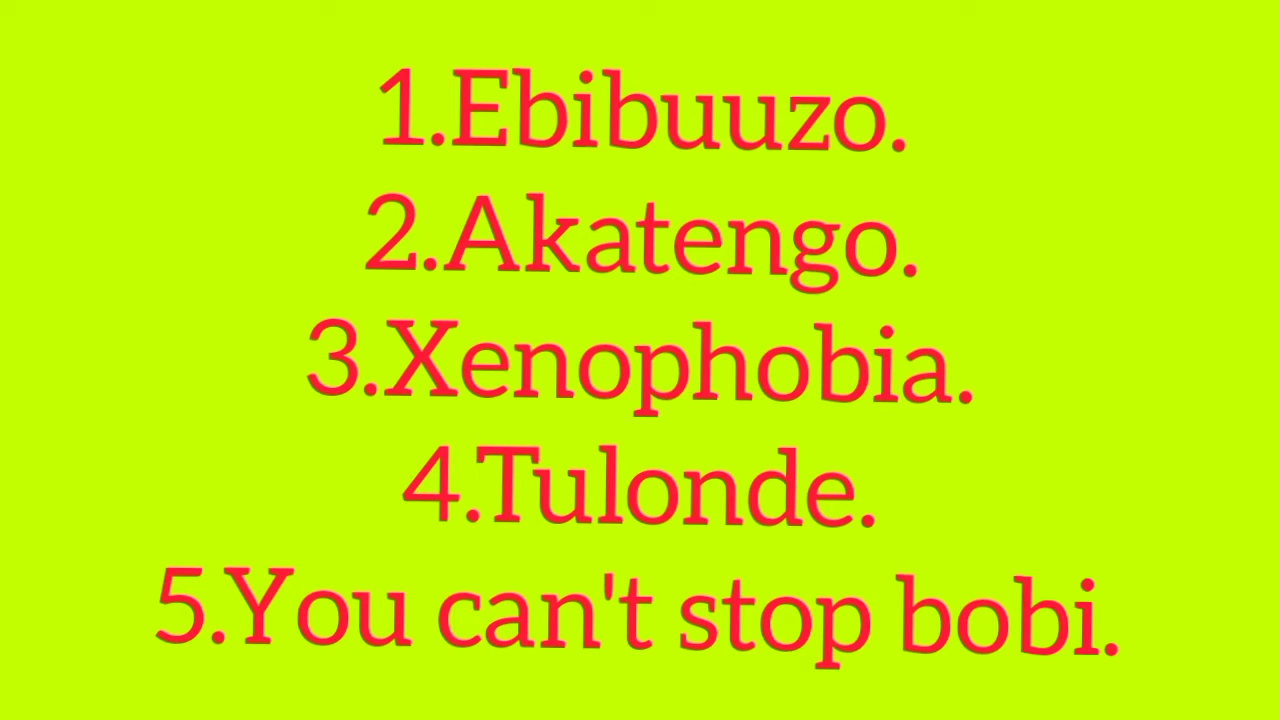 1.Ebibuuzo.
2.Akatengo.
3.Xenophobia.
4.Tulonde.
5.You can't stop bobi.